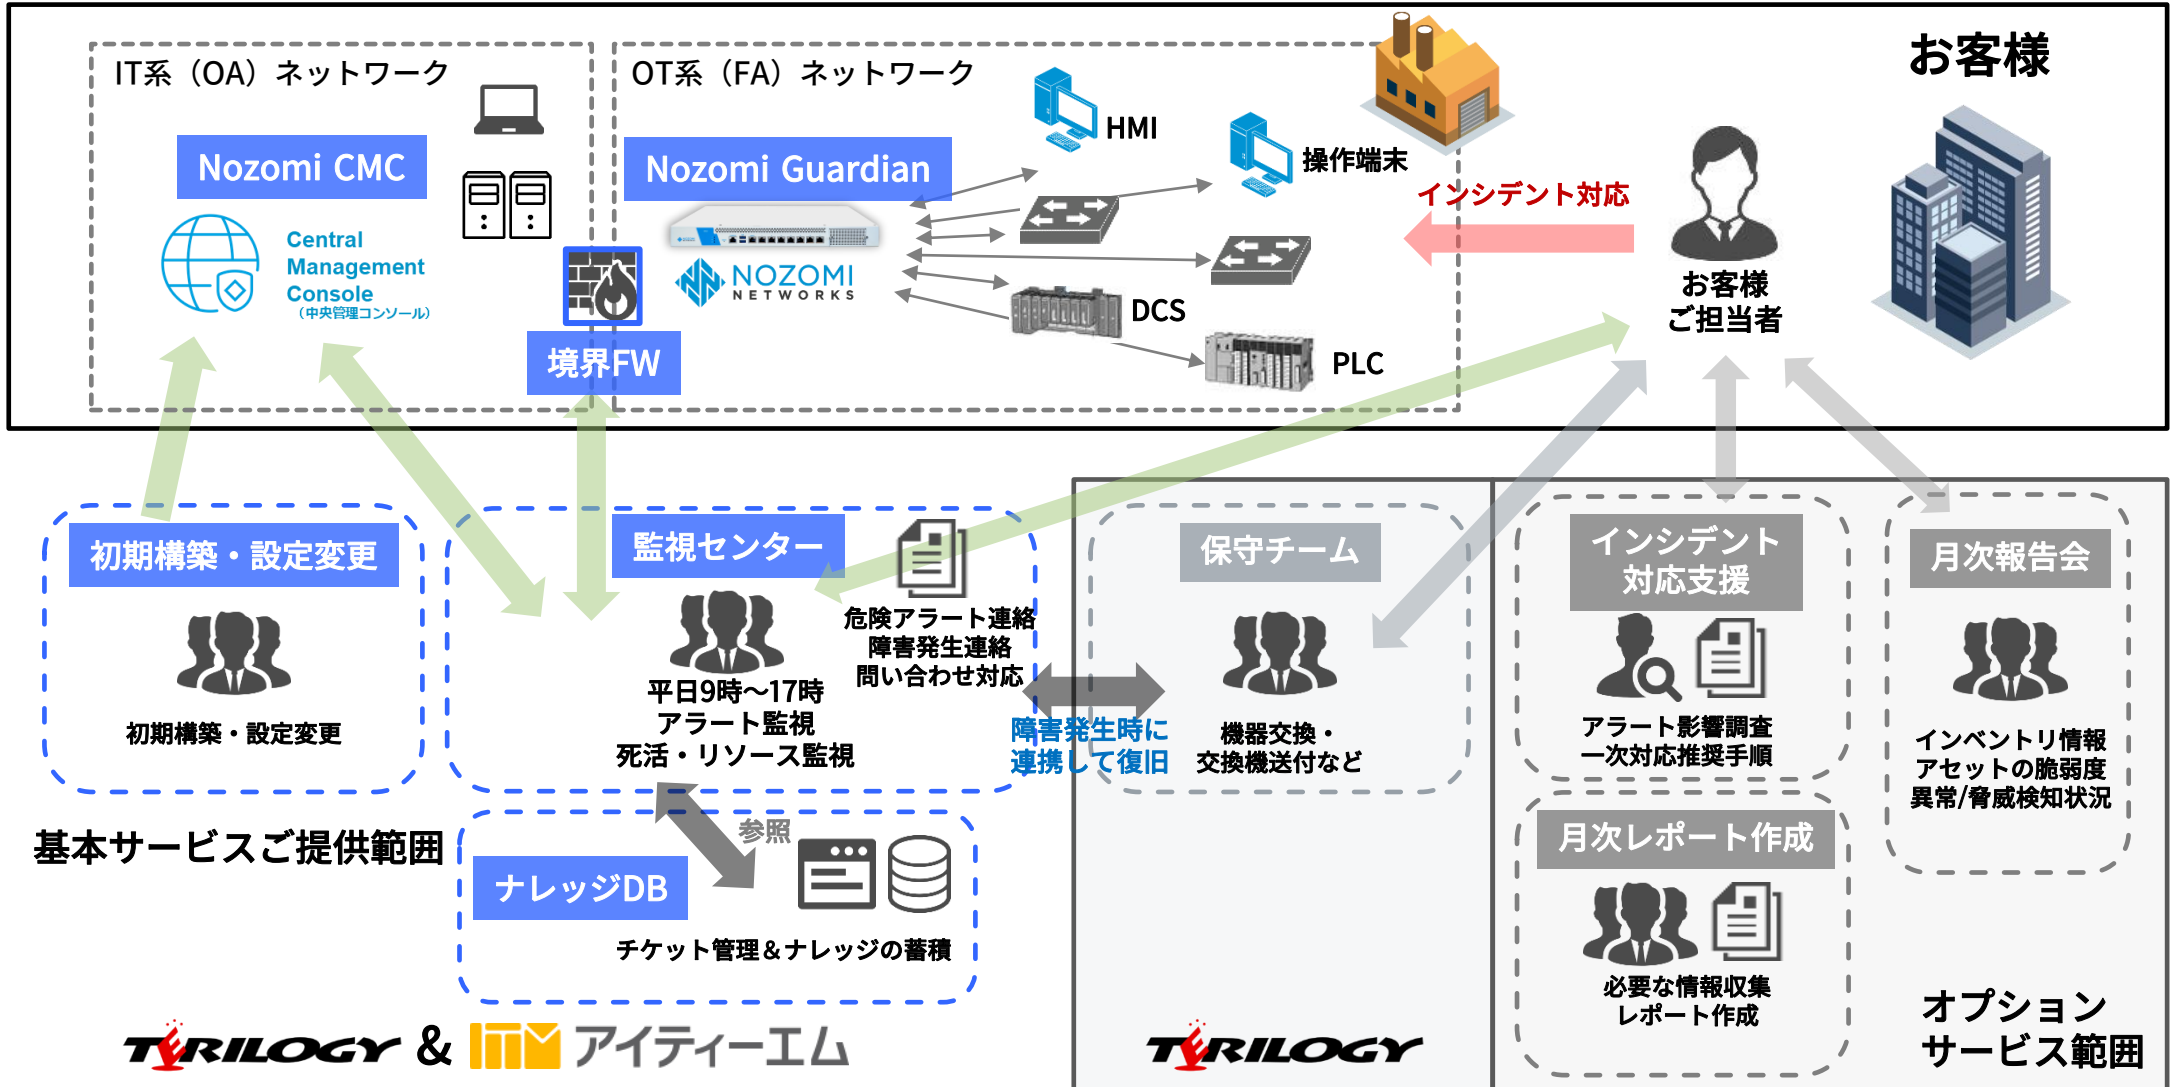 IT系（OA）ネットワーク
Nozomi CMC
Central
Management
Console
（中央管理コンソール）
境界FW
OT系（FA）ネットワーク
Nozomi Guardian
NOZOMI
NETWORKS
HMI
操作端末
DCS
PLC
インシデント対応
お客様
お客様
ご担当者
初期構築・設定変更
初期構築・設定変更
監視センター
危険アラート連絡
障害発生連絡
問い合わせ対応
平日9時～17時
アラート監視
死活・リソース監視
障害発生時に
連携して復旧
保守チーム
機器交換・
交換機送付など
インシデント
対応支援
アラート影響調査
一次対応推奨手順
月次報告会
インベントリ情報
アセットの脆弱度
異常/脅威検知状況
基本サービスご提供範囲
参照
ナレッジDB
チケット管理＆ナレッジの蓄積
月次レポート作成
必要な情報収集
レポート作成
オプション
サービス範囲
TERILOGY & ITM アイティーエム
TERILOGY